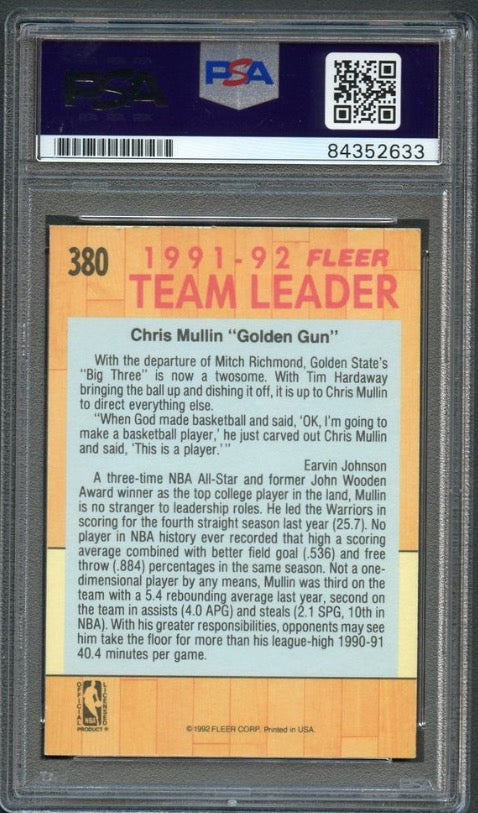 PSA
PSA
84352633
380
1991-92 FLEER
TEAM LEADER
Chris Mullin "Golden Gun"
With the departure of Mitch Richmond, Golden State's
"Big Three" is now a twosome. With Tim Hardaway
bringing the ball up and dishing it off, it is up to Chris Mullin
to direct everything else.
"When God made basketball and said, 'OK, I'm going to
make a basketball player,' he just carved out Chris Mullin
and said, 'This is a player.'"
Earvin Johnson
A three-time NBA All-Star and former John Wooden
Award winner as the top college player in the land, Mullin
is no stranger to leadership roles. He led the Warriors in
scoring for the fourth straight season last year (25.7). No
player in NBA history ever recorded that high a scoring
average combined with better field goal (.536) and free
throw (.884) percentages in the same season. Not a one-
dimensional player by any means, Mullin was third on the
team with a 5.4 rebounding average last year, second on
the team in assists (4.0 APG) and steals (2.1 SPG, 10th in
NBA). With his greater responsibilities, opponents may see
him take the floor for more than his league-high 1990-91
40.4 minutes per game.
OFFICIAL LICENSED
NBA
PRODUCT ®
© 1992 FLEER CORP. Printed in USA.
PSA